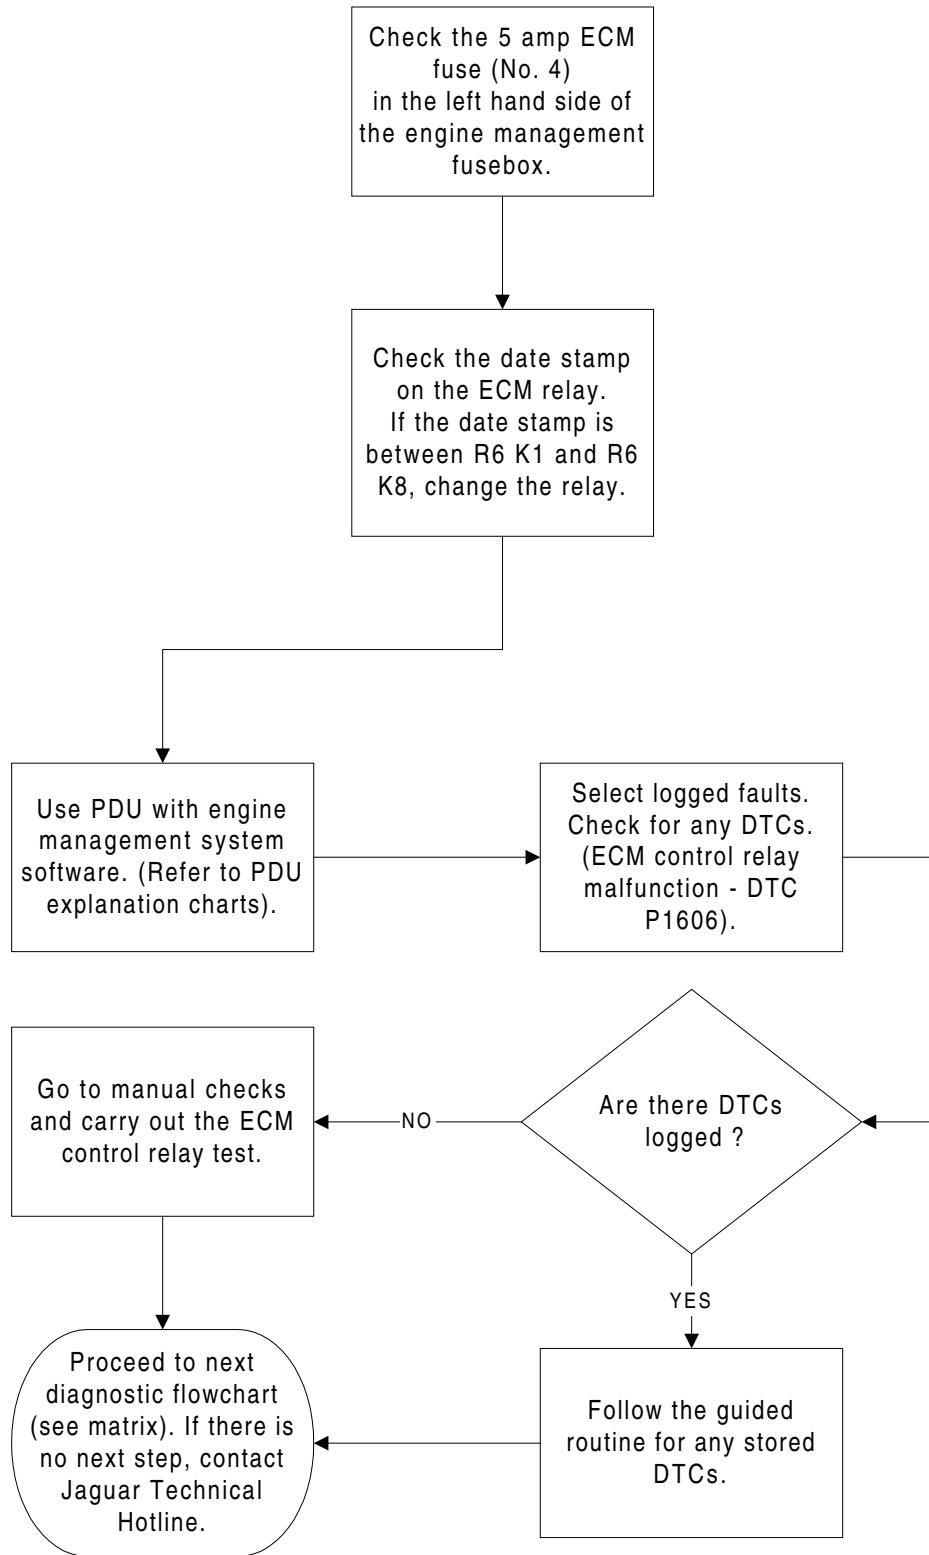 Check the 5 amp ECM
fuse (No. 4)
in the left hand side of
the engine management
fusebox.
Check the date stamp
on the ECM relay.
If the date stamp is
between R6 K1 and R6
K8, change the relay.
Use PDU with engine
management system
software. (Refer to PDU
explanation charts).
Select logged faults.
Check for any DTCs.
(ECM control relay
malfunction - DTC
P1606).
Are there DTCs
logged ?
NO
Go to manual checks
and carry out the ECM
control relay test.
YES
Follow the guided
routine for any stored
DTCs.
Proceed to next
diagnostic flowchart
(see matrix). If there is
no next step, contact
Jaguar Technical
Hotline.